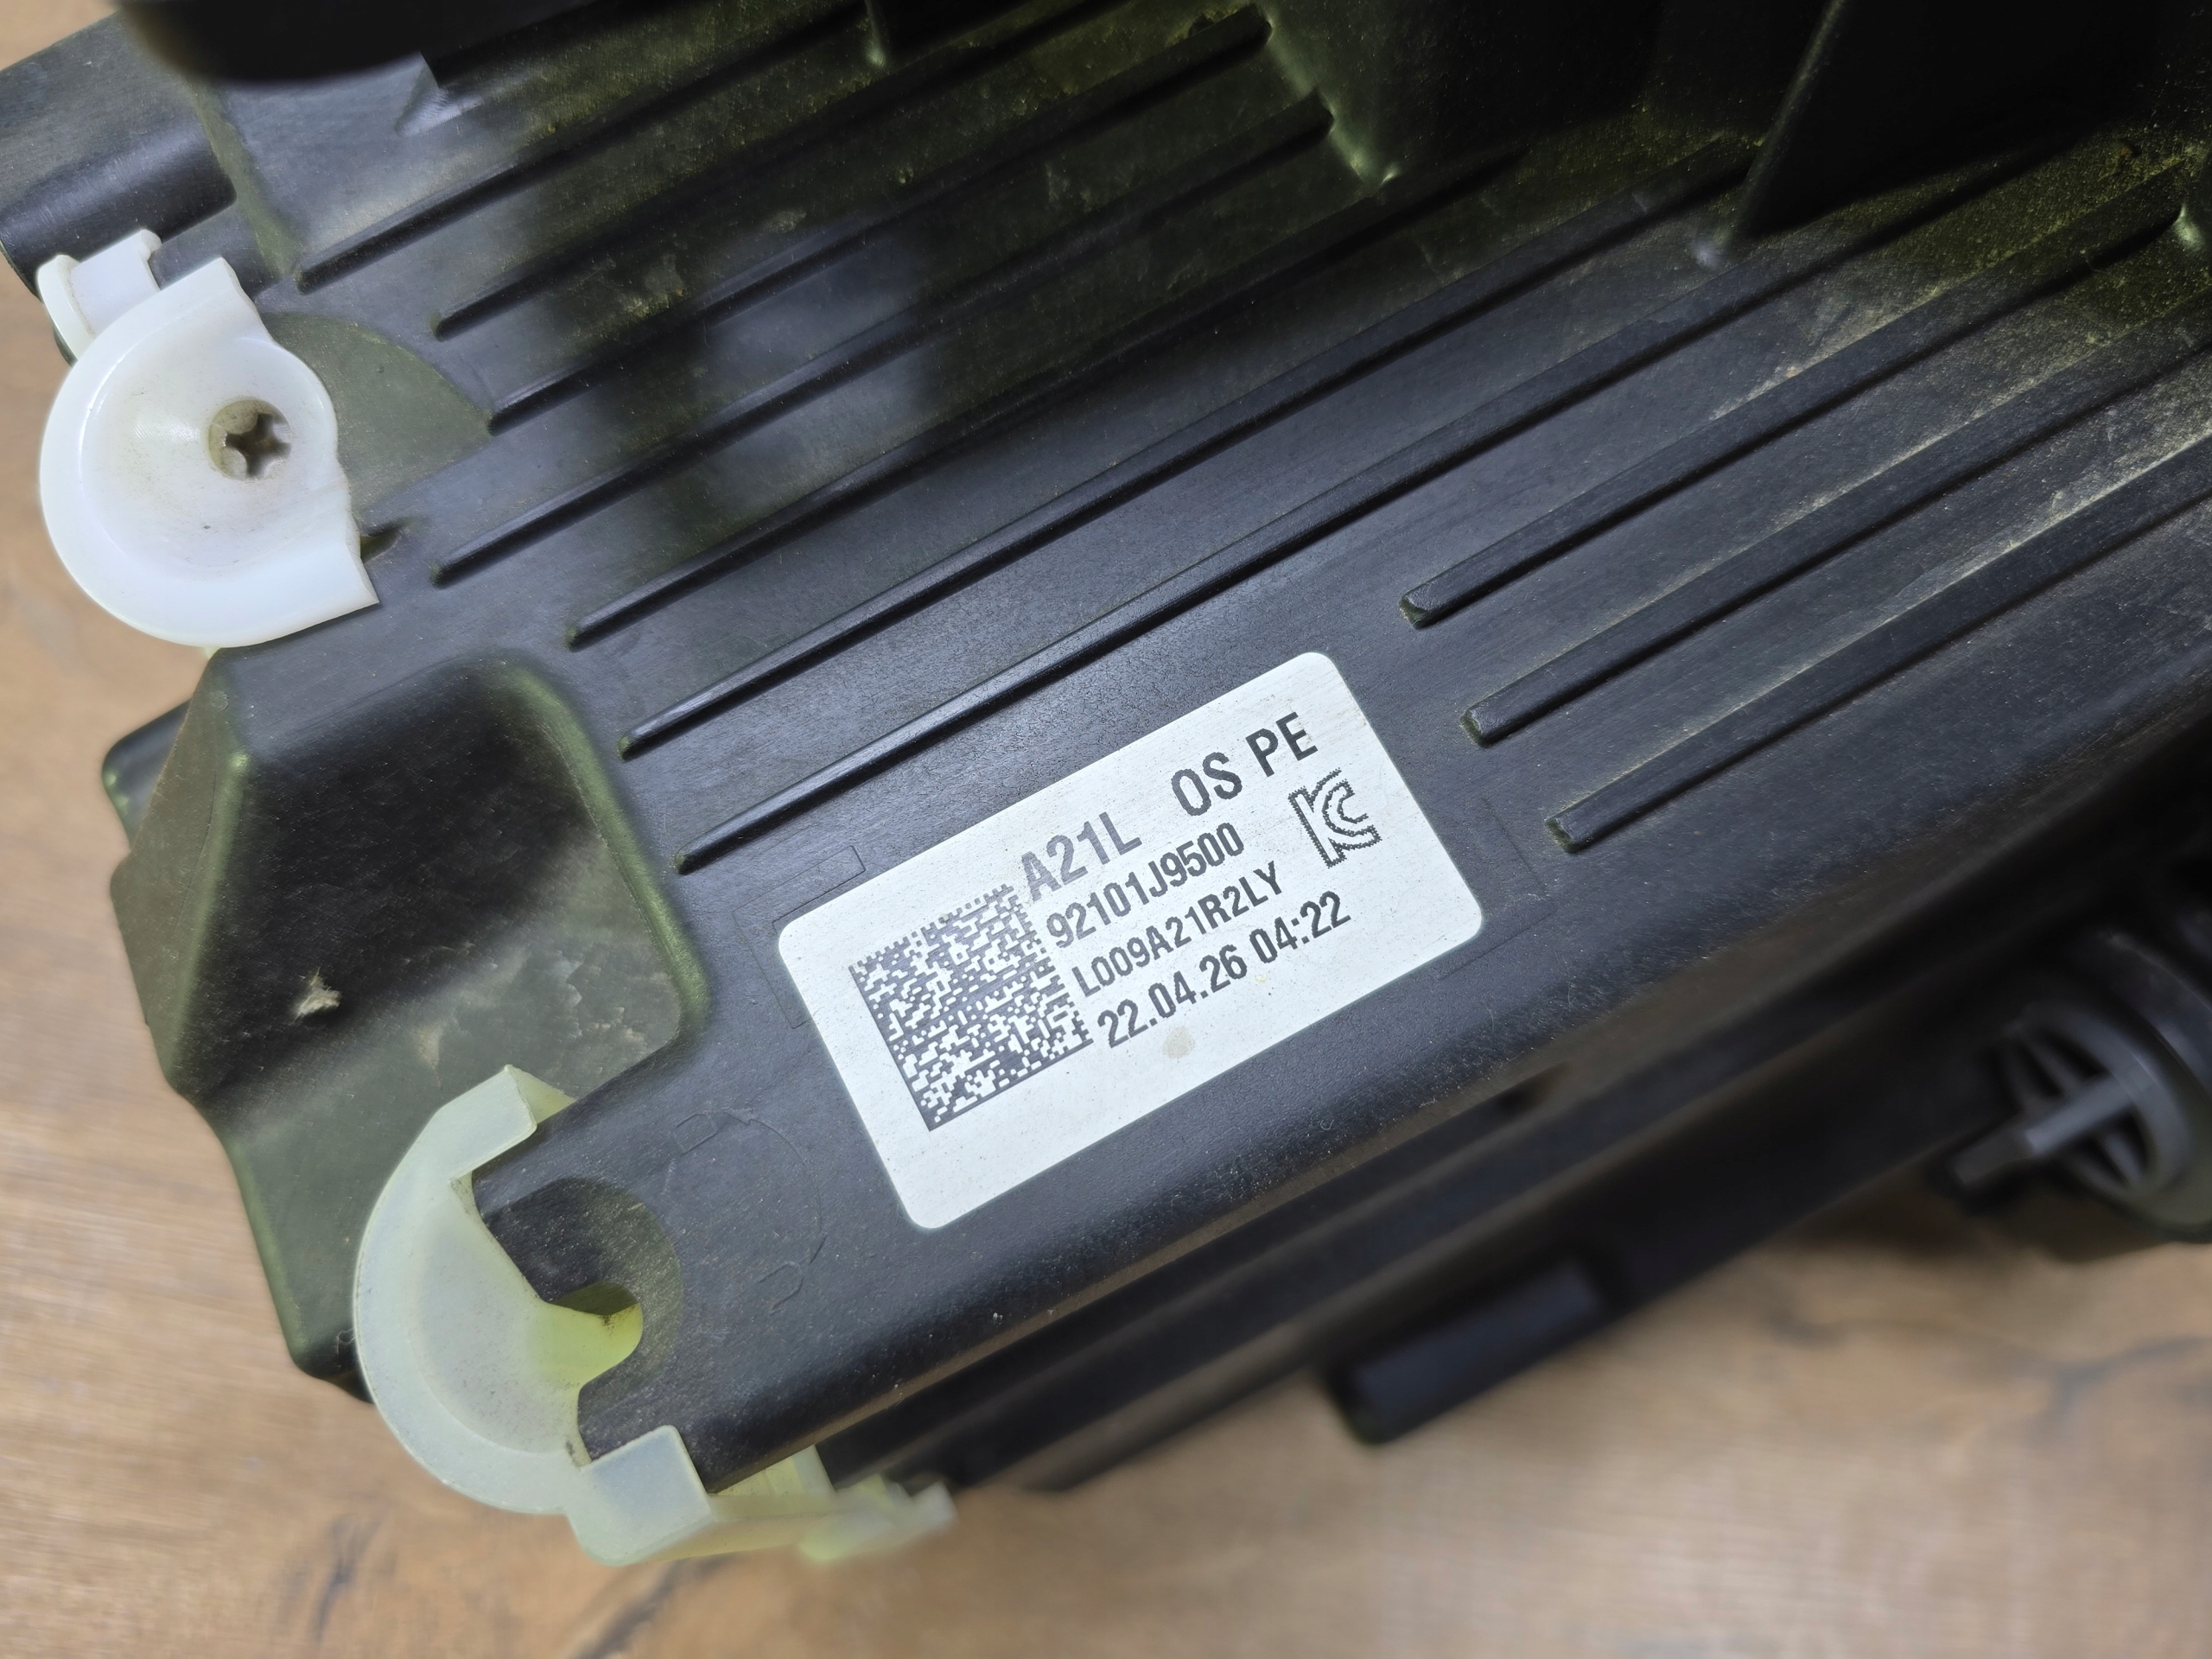 A21L OS PE
92101J9500
L009A21R2LY
22.04.26 04:22